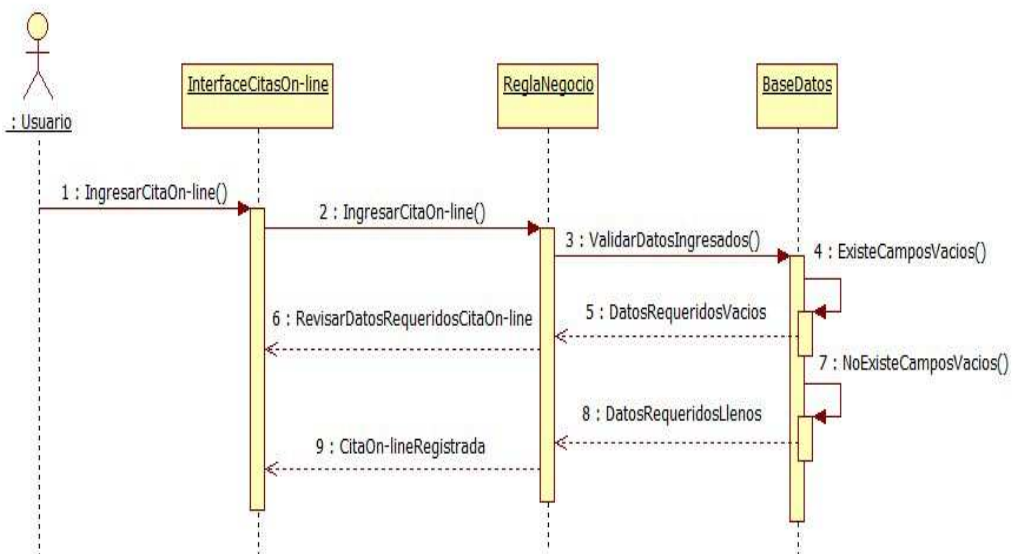 InterfaceCitasOn-line
ReglaNegocio
BaseDatos
: Usuario
1 : IngresarCitaOn-line()
2 : IngresarCitaOn-line()
3 : ValidarDatosIngresados()
4 : ExisteCamposVacios()
5 : DatosRequeridosVacios
6 : RevisarDatosRequeridosCitaOn-line
7 : NoExisteCamposVacios()
8 : DatosRequeridosLlenos
9 : CitaOn-lineRegistrada